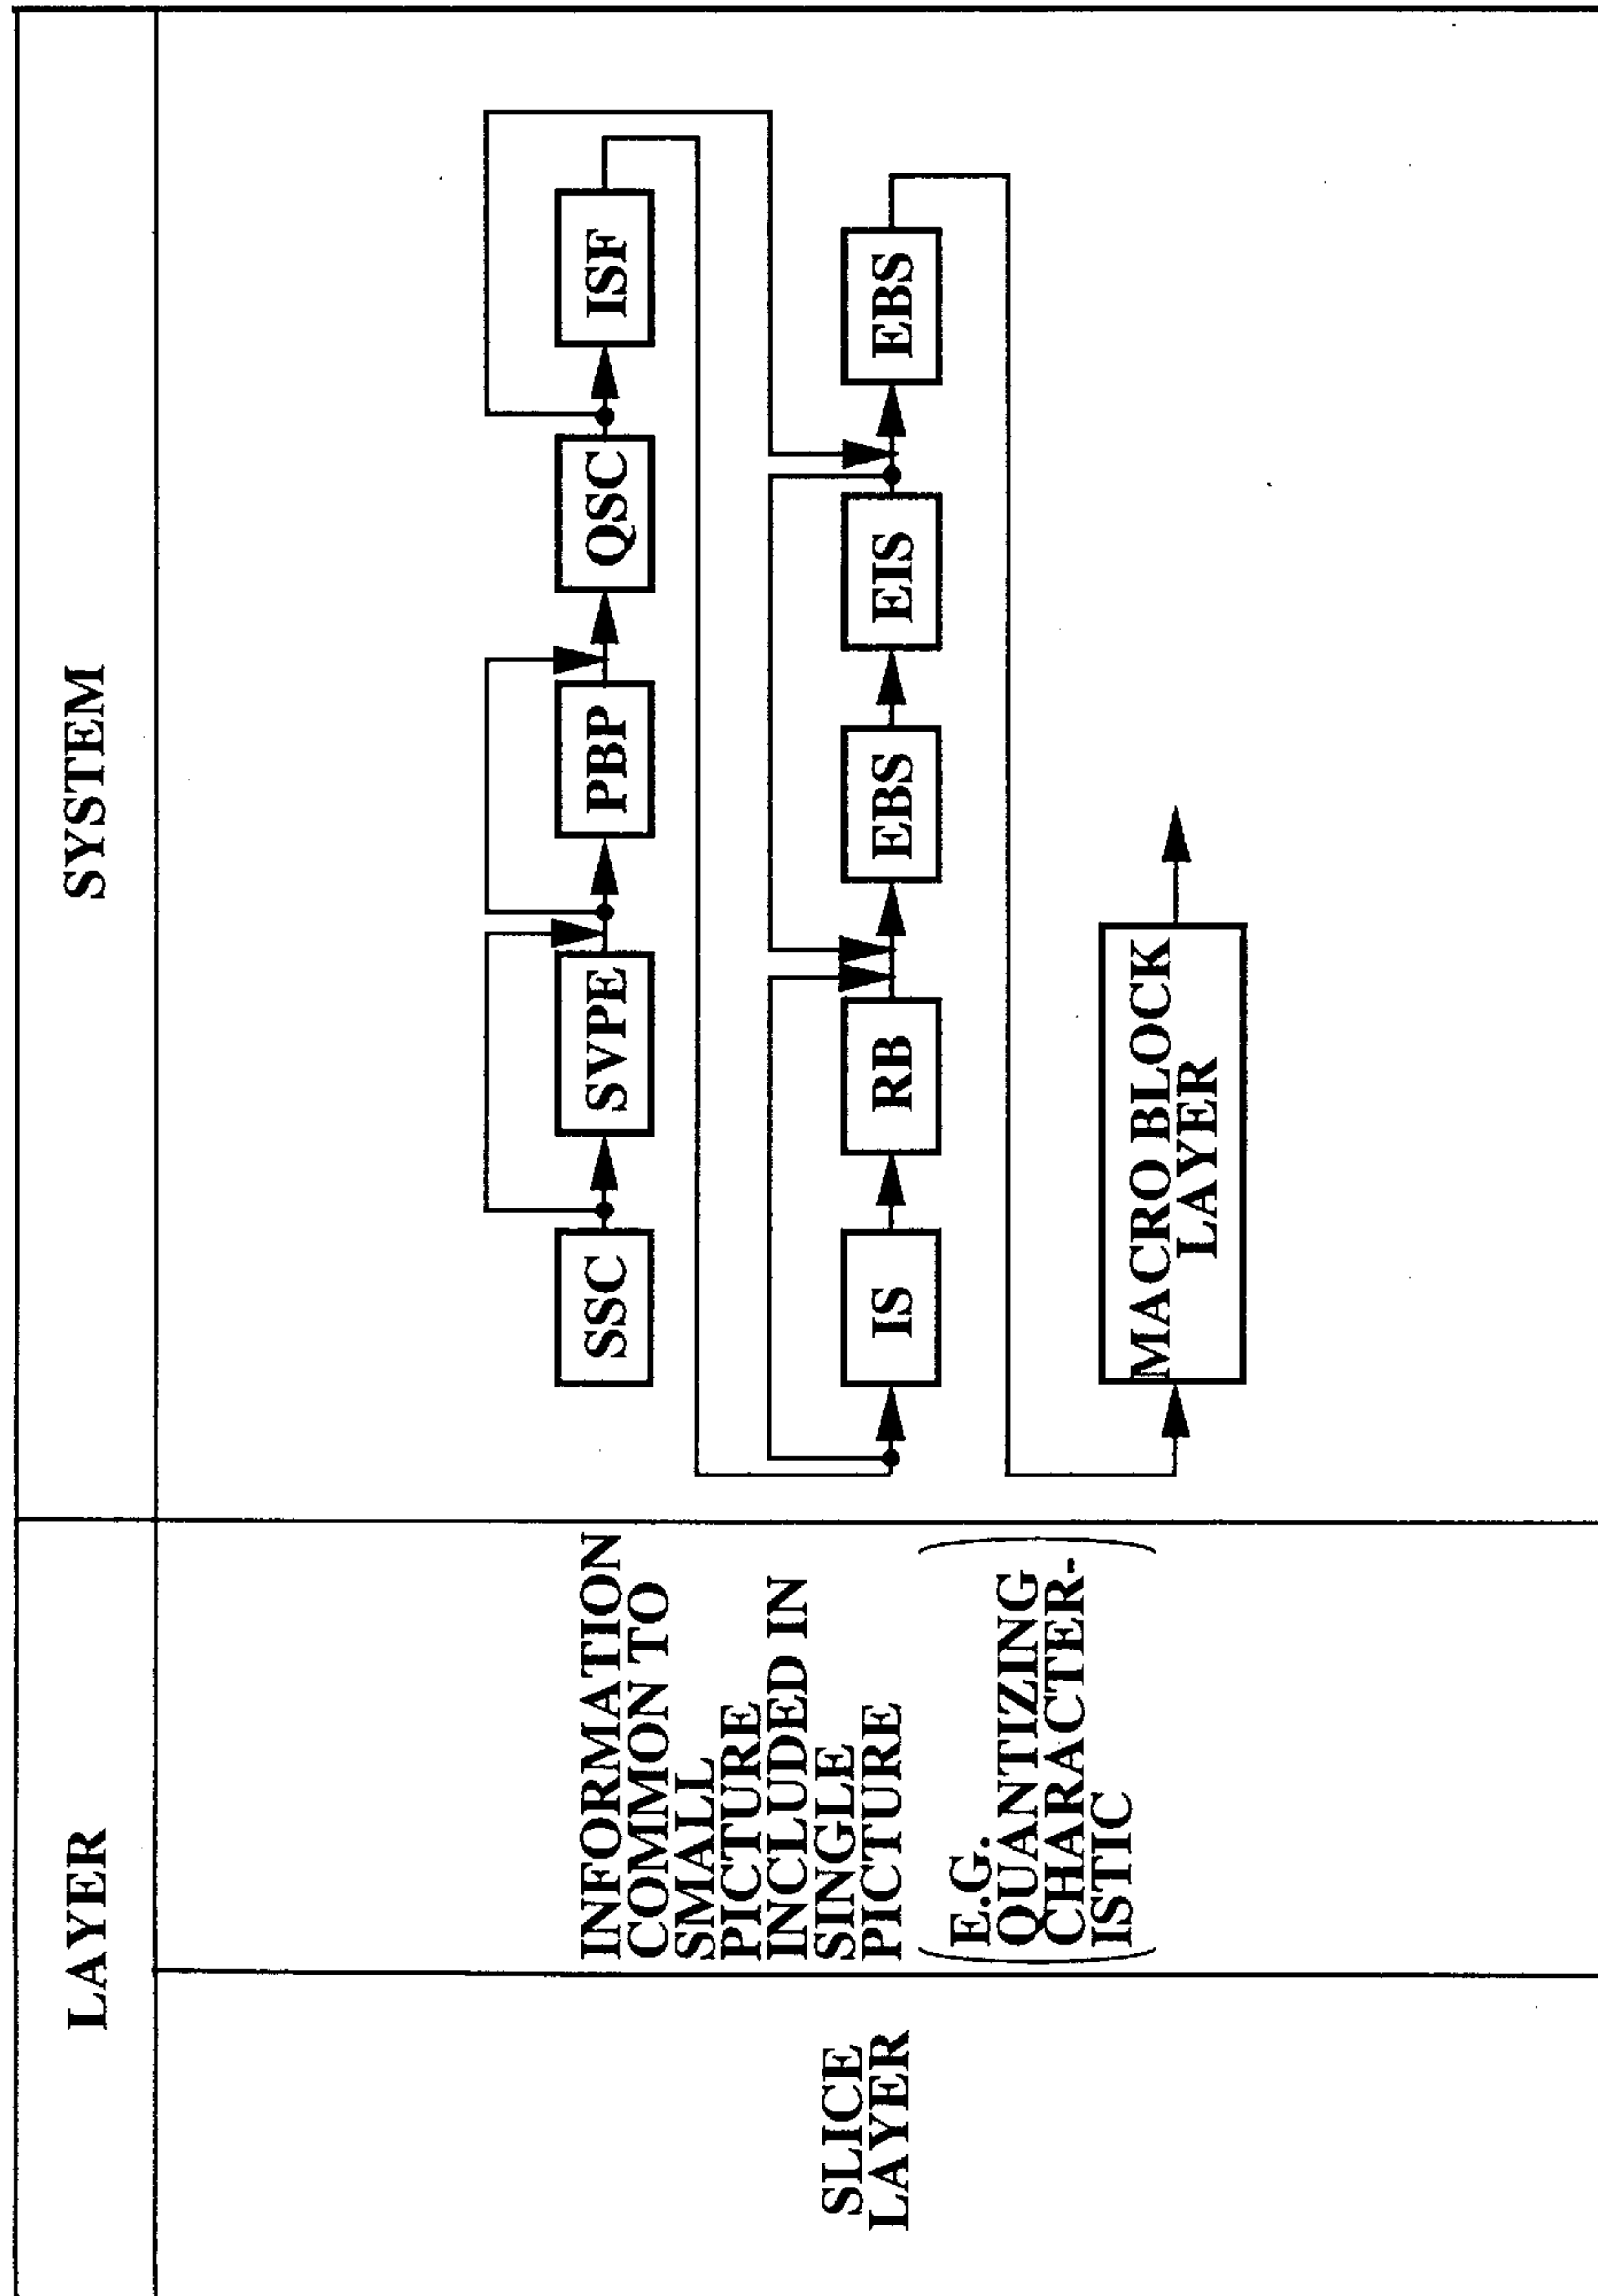 LAYER
SYSTEM
SLICE
LAYER
INFORMATION
COMMON TO
SMALL
PICTURE
INCLUDED IN
SINGLE
PICTURE
E.G.
QUANTIZING
CHARACTER-
ISTIC
SSC
SVPE
PBP
QSC
ISF
IS
RB
EBS
EIS
EBS
MACRO BLOCK
LAYER